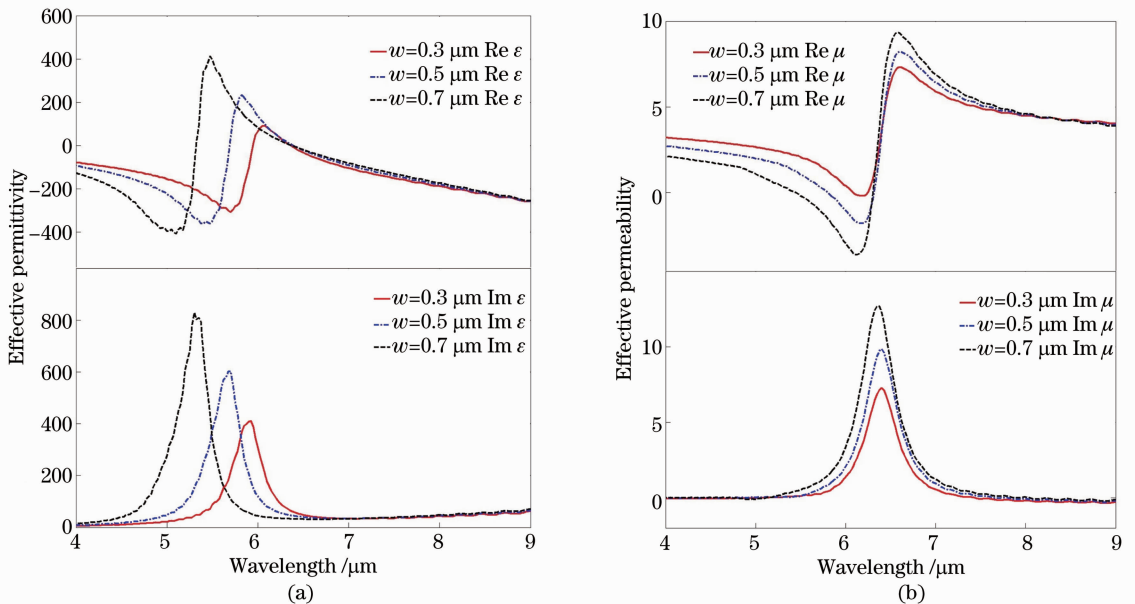 600
400
200
0
−200
−400
w=0.3 μm Re ε
w=0.5 μm Re ε
w=0.7 μm Re ε
Effective permittivity
800
600
400
800
0
w=0.3 μm Im ε
w=0.5 μm Im ε
w=0.7 μm Im ε
4 5 6 7 8 9
Wavelength /μm
(a)
10
5
0
w=0.3 μm Re μ
w=0.5 μm Re μ
w=0.7 μm Re μ
Effective permeability
10
5
0
w=0.3 μm Im μ
w=0.5 μm Im μ
w=0.7 μm Im μ
4 5 6 7 8 9
Wavelength /μm
(b)